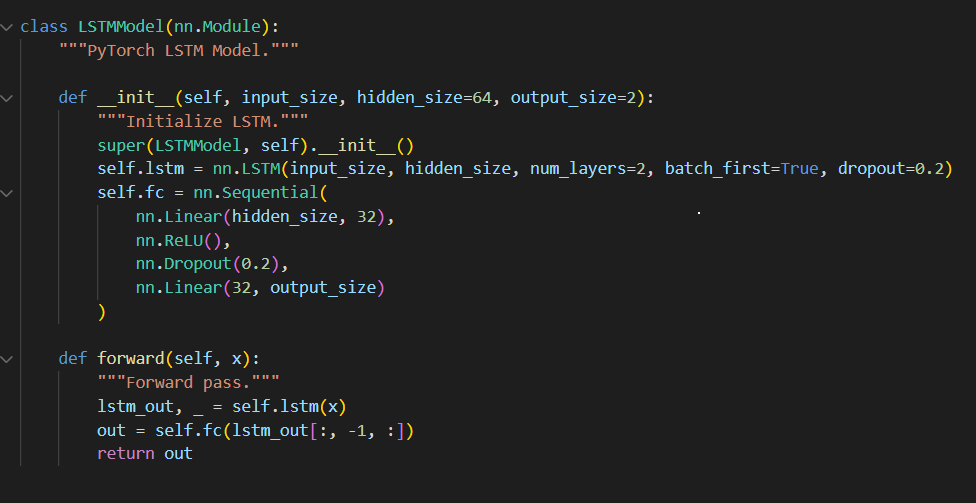 class LSTMModel(nn.Module):
    """PyTorch LSTM Model."""
    def __init__(self, input_size, hidden_size=64, output_size=2):
        """Initialize LSTM."""
        super(LSTMModel, self).__init__()
        self.lstm = nn.LSTM(input_size, hidden_size, num_layers=2, batch_first=True, dropout=0.2)
        self.fc = nn.Sequential(
            nn.Linear(hidden_size, 32),
            nn.ReLU(),
            nn.Dropout(0.2),
            nn.Linear(32, output_size)
        )
    def forward(self, x):
        """Forward pass."""
        lstm_out, _ = self.lstm(x)
        out = self.fc(lstm_out[:, -1, :])
        return out